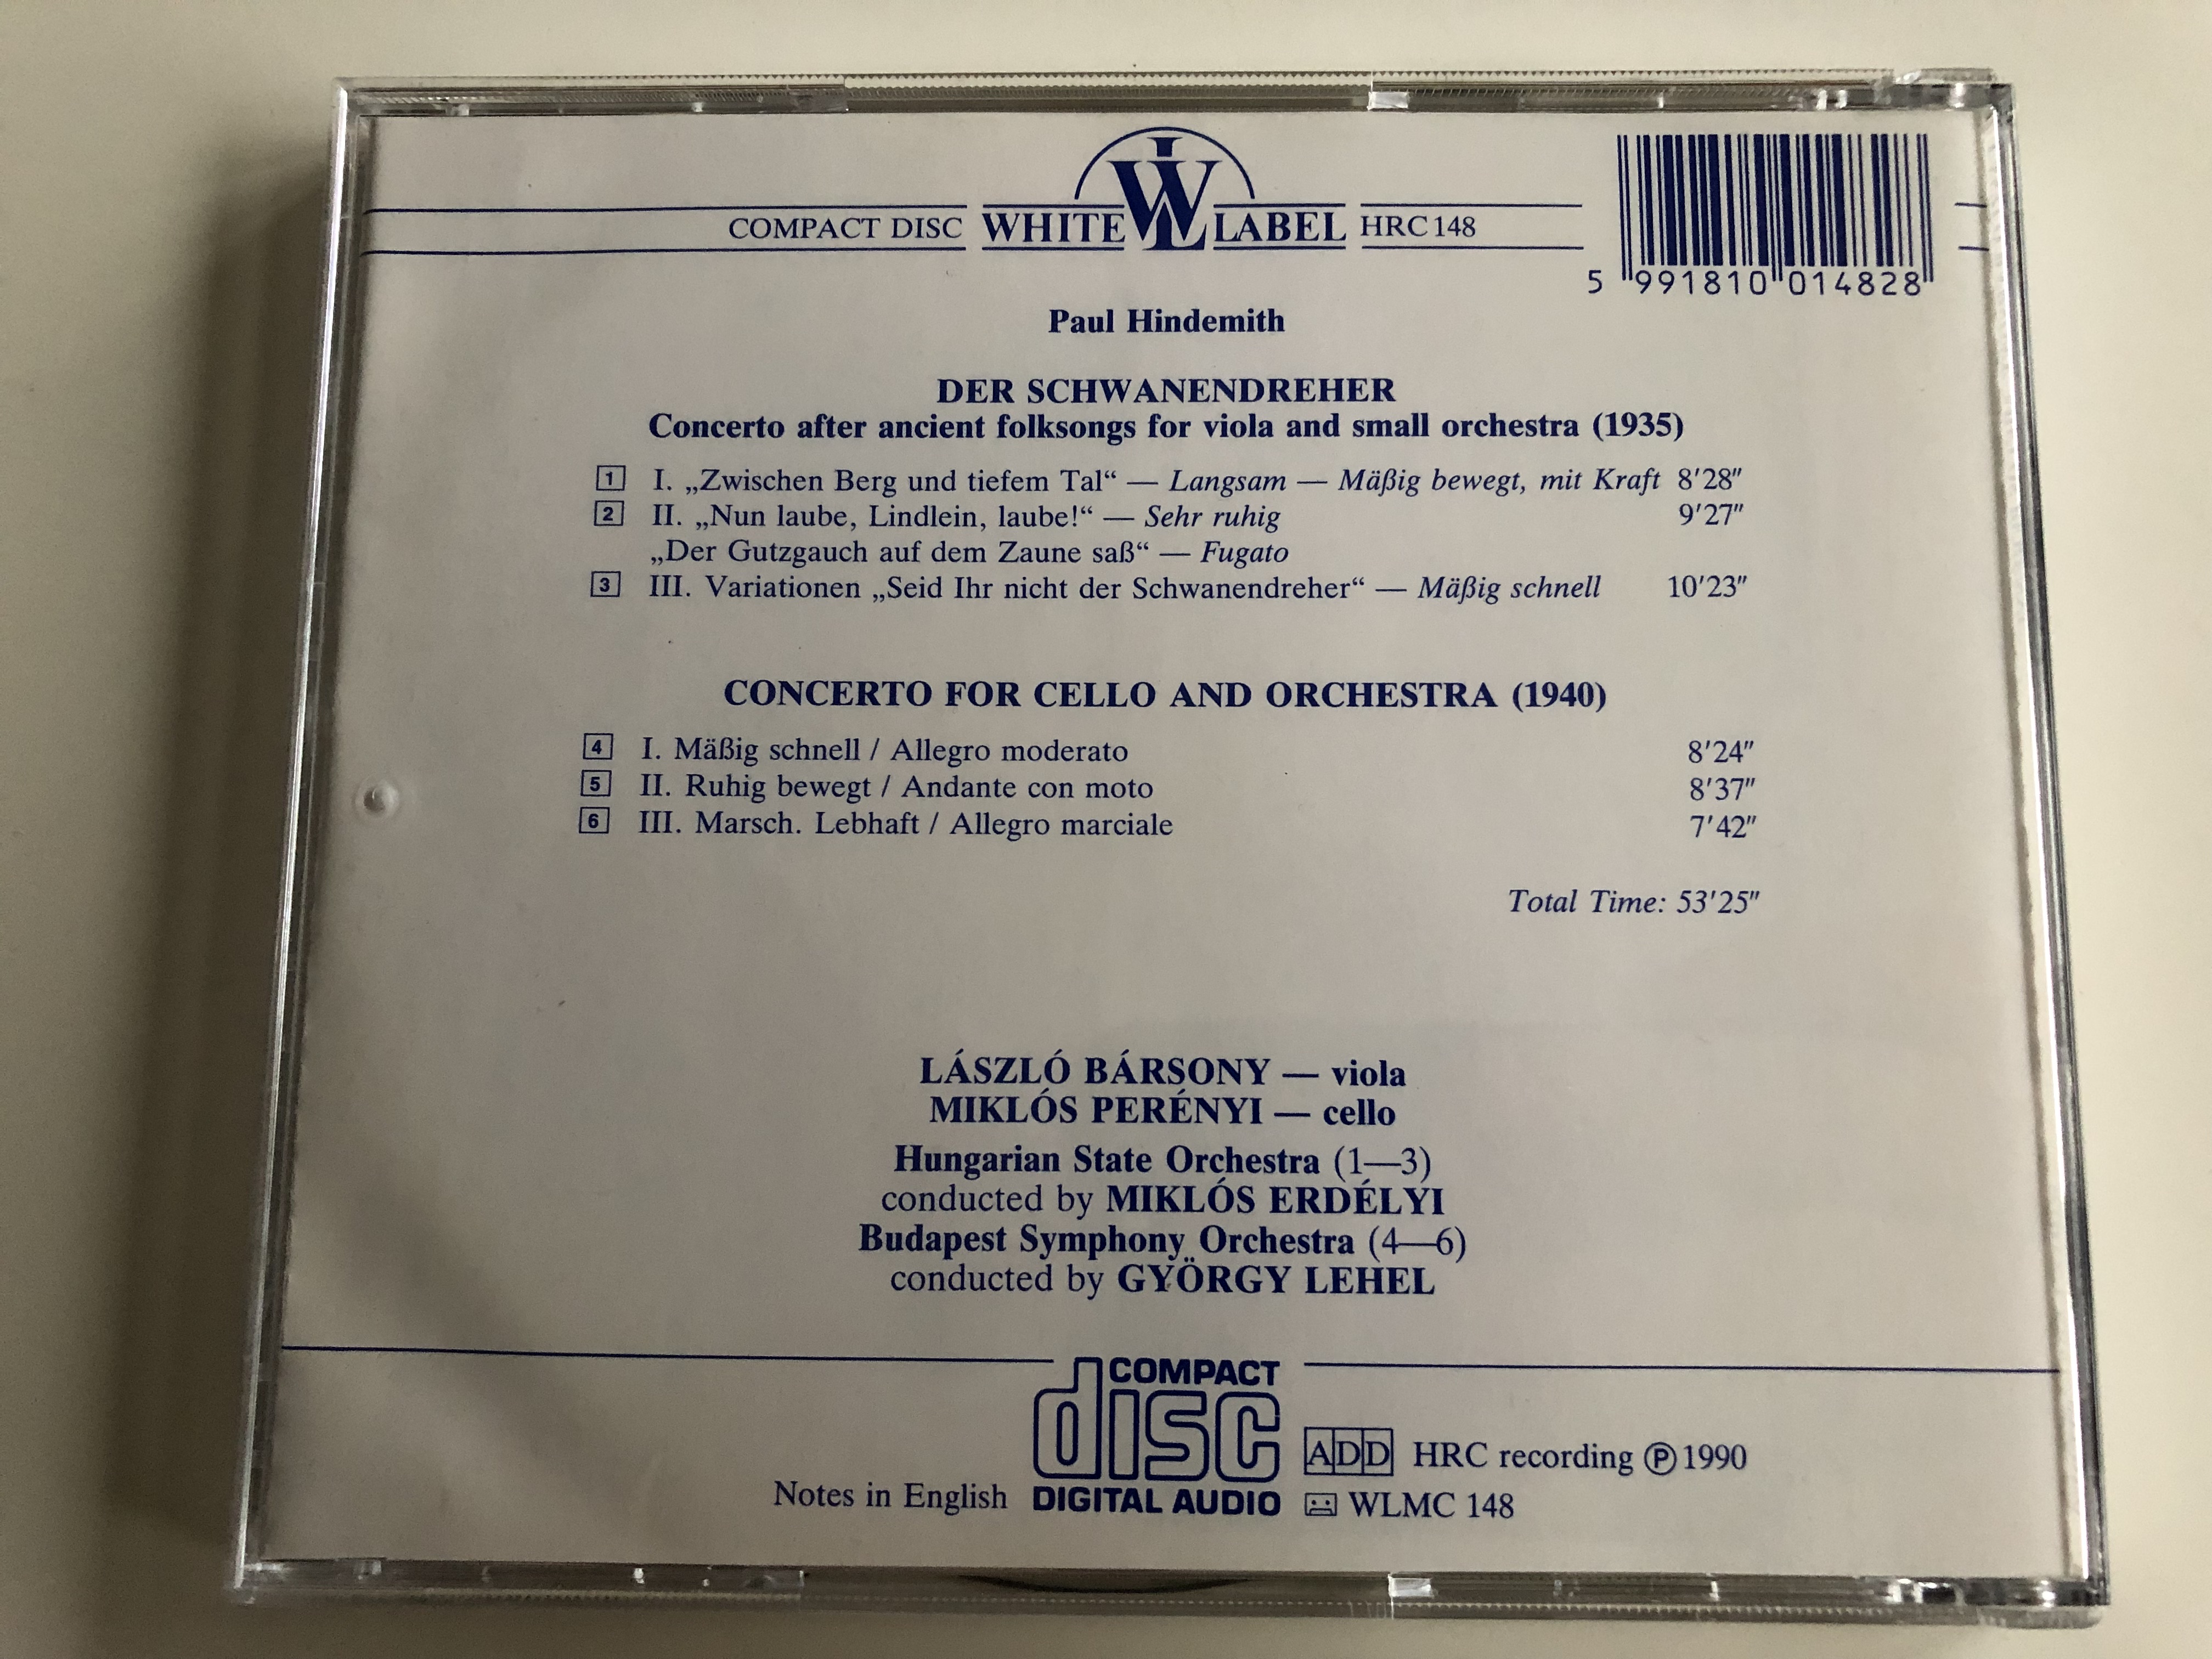 COMPACT DISC WHITE WL LABEL HRC 148
5 991810 014828
Paul Hindemith
DER SCHWANENDREHER
Concerto after ancient folksongs for viola and small orchestra (1935)
1 I. „Zwischen Berg und tiefem Tal“ — Langsam — Mäßig bewegt, mit Kraft 8′28″
2 II. „Nun laube, Lindlein, laube!“ — Sehr ruhig 9′27″
„Der Gutzgauch auf dem Zaune saß“ — Fugato
3 III. Variationen „Seid Ihr nicht der Schwanendreher“ — Mäßig schnell 10′23″
CONCERTO FOR CELLO AND ORCHESTRA (1940)
4 I. Mäßig schnell / Allegro moderato 8′24″
5 II. Ruhig bewegt / Andante con moto 8′37″
6 III. Marsch. Lebhaft / Allegro marciale 7′42″
Total Time: 53′25″
LÁSZLÓ BÁRSONY — viola
MIKLÓS PERÉNYI — cello
Hungarian State Orchestra (1—3)
conducted by MIKLÓS ERDÉLYI
Budapest Symphony Orchestra (4—6)
conducted by GYÖRGY LEHEL
COMPACT
disc
DIGITAL AUDIO
Notes in English
ADD HRC recording ℗ 1990
WLMC 148